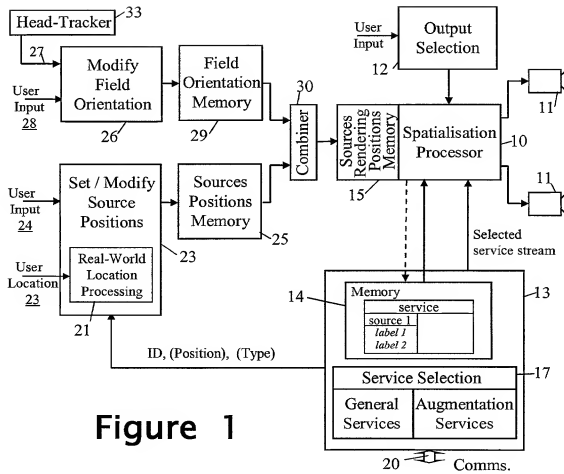 33
Head-Tracker
27
User
Input
28
Modify
Field
Orientation
26
Field
Orientation
Memory
29
30
Combiner
User
Input
Output
Selection
12
Sources
Rendering
Positions
Memory
15
Spatialisation
Processor
10
11
11
User
Input
24
Set / Modify
Source
Positions
23
Sources
Positions
Memory
25
User
Location
23
Real-World
Location
Processing
21
Selected
service stream
ID, (Position), (Type)
14
Memory
service
source 1
label 1
label 2
13
17
Service Selection
General
Services
Augmentation
Services
20
Comms.
Figure 1